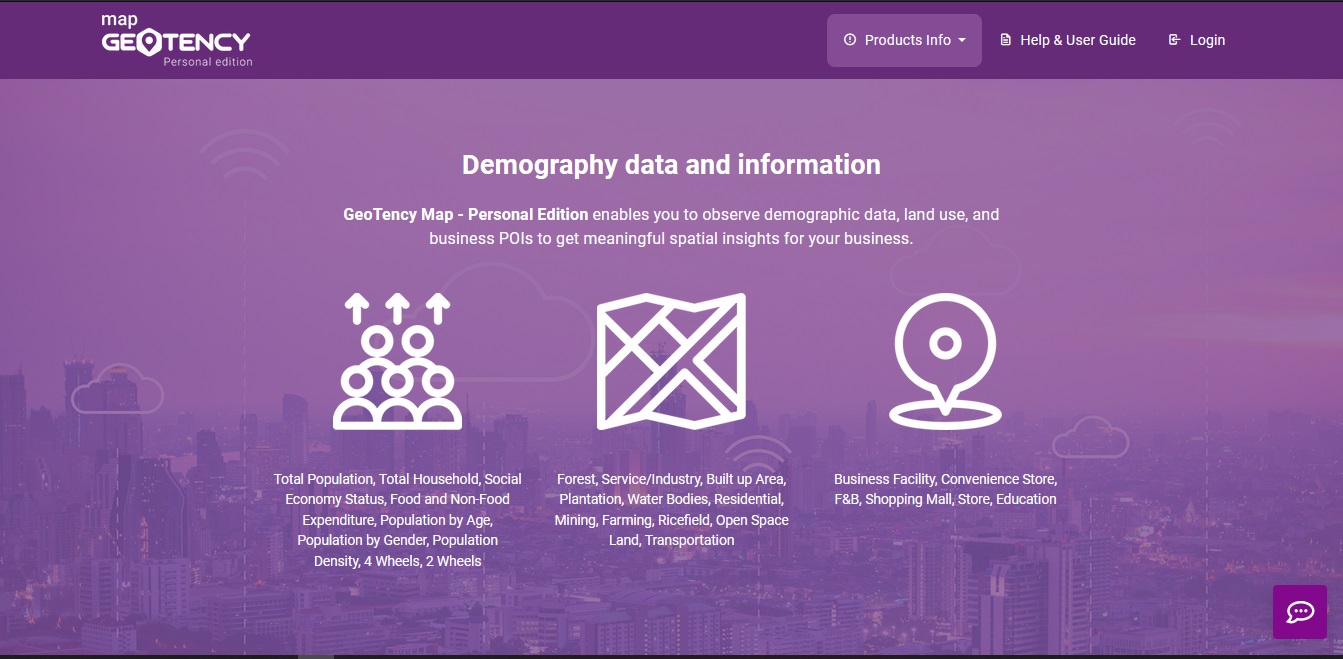 map
GEOTENCY
Personal edition
Products Info
Help & User Guide
Login
Demography data and information
GeoTency Map - Personal Edition enables you to observe demographic data, land use, and
business POIs to get meaningful spatial insights for your business.
Total Population, Total Household, Social
Economy Status, Food and Non-Food
Expenditure, Population by Age,
Population by Gender, Population
Density, 4 Wheels, 2 Wheels
Forest, Service/Industry, Built up Area,
Plantation, Water Bodies, Residential,
Mining, Farming, Ricefield, Open Space
Land, Transportation
Business Facility, Convenience Store,
F&B, Shopping Mall, Store, Education